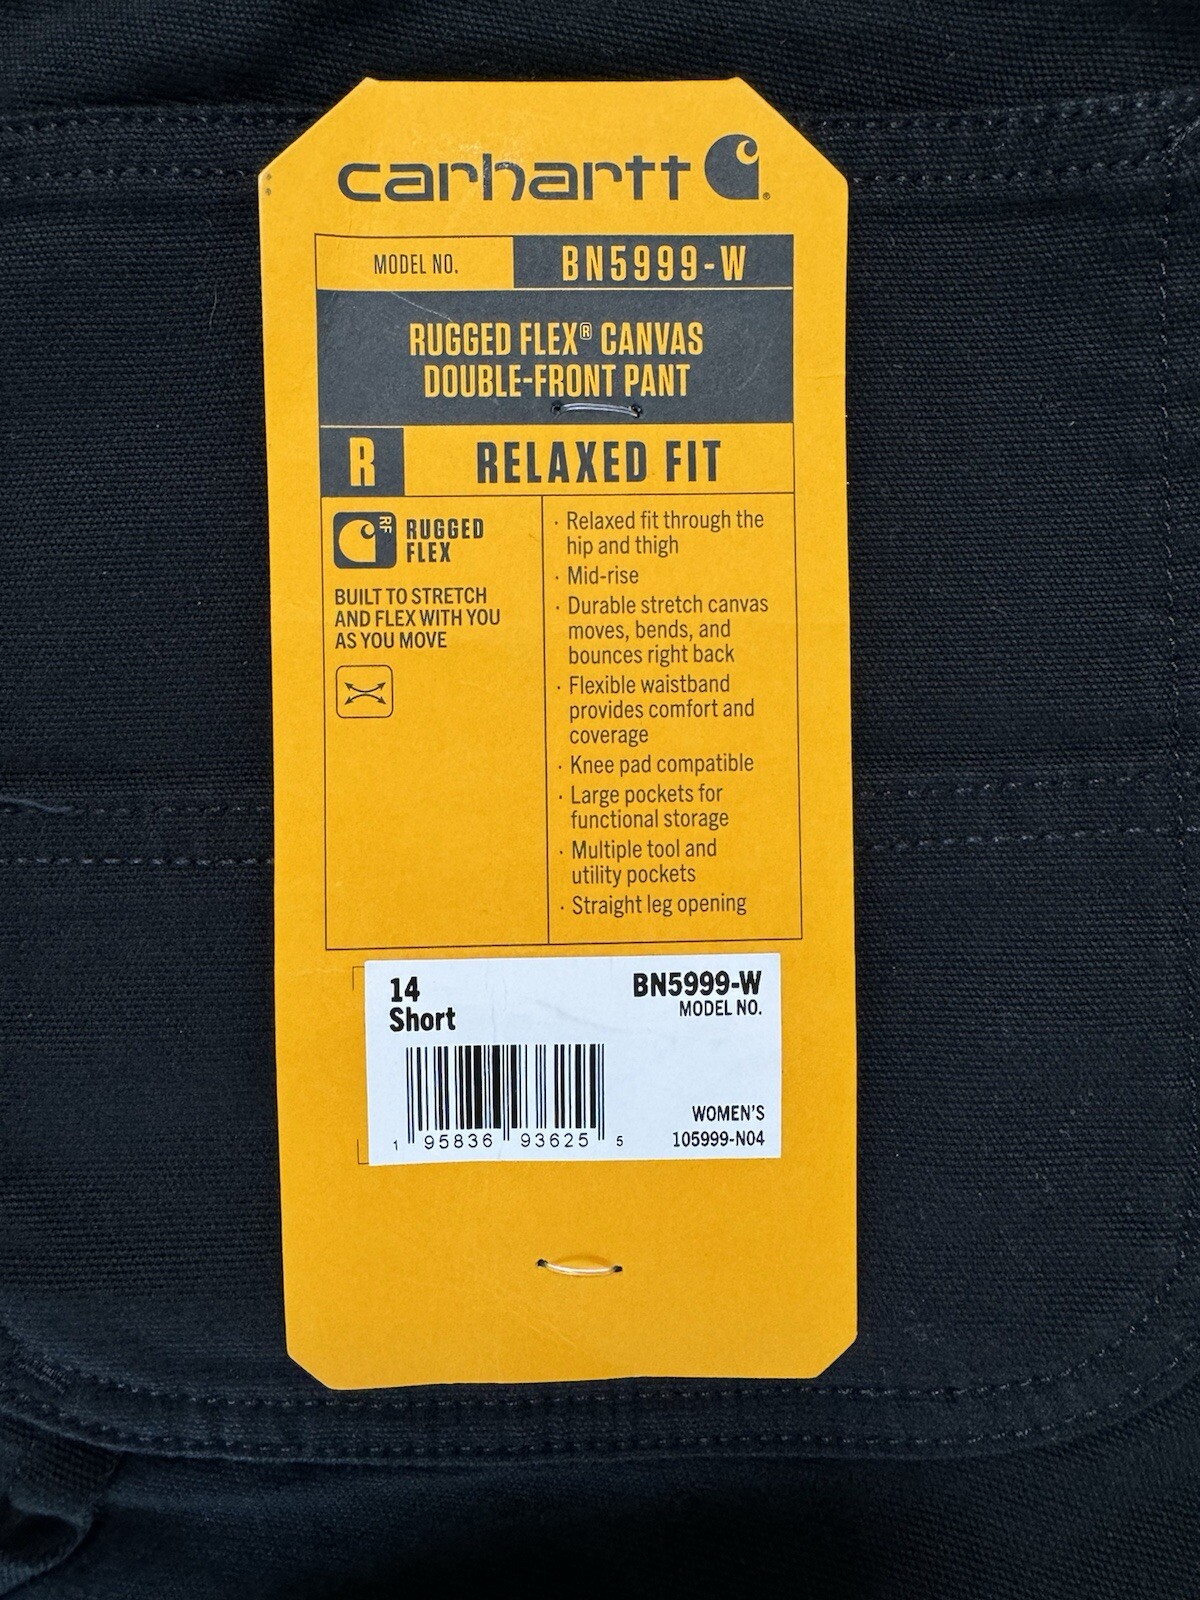 carhartt
MODEL NO. BN5999-W
RUGGED FLEX® CANVAS
DOUBLE-FRONT PANT
R RELAXED FIT
RF
RUGGED
FLEX
BUILT TO STRETCH
AND FLEX WITH YOU
AS YOU MOVE
· Relaxed fit through the
hip and thigh
· Mid-rise
· Durable stretch canvas
moves, bends, and
bounces right back
· Flexible waistband
provides comfort and
coverage
· Knee pad compatible
· Large pockets for
functional storage
· Multiple tool and
utility pockets
· Straight leg opening
14
Short
BN5999-W
MODEL NO.
1 95836 93625 5
WOMEN'S
105999-N04